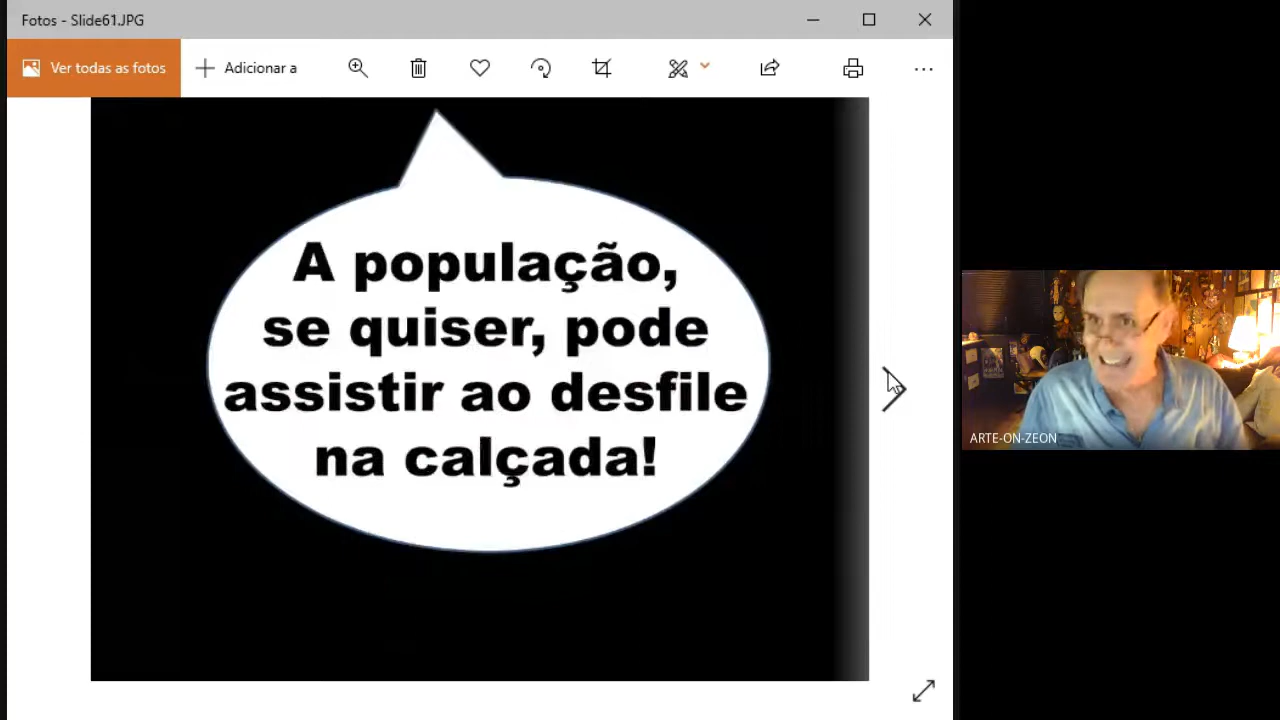 Fotos - Slide61.JPG
Ver todas as fotos
Adicionar a
A população,
se quiser, pode
assistir ao desfile
na calçada!
ARTE-ON-ZEON